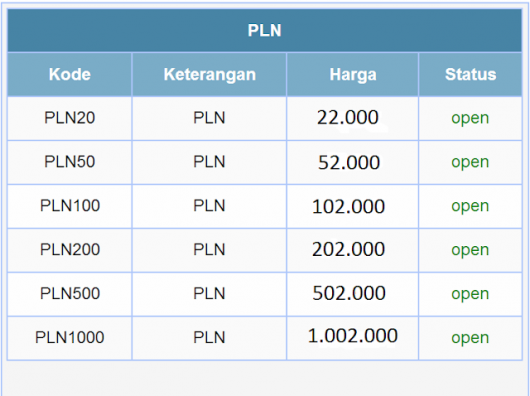 PLN
Kode Keterangan Harga Status
PLN20 PLN 22.000 open
PLN50 PLN 52.000 open
PLN100 PLN 102.000 open
PLN200 PLN 202.000 open
PLN500 PLN 502.000 open
PLN1000 PLN 1.002.000 open